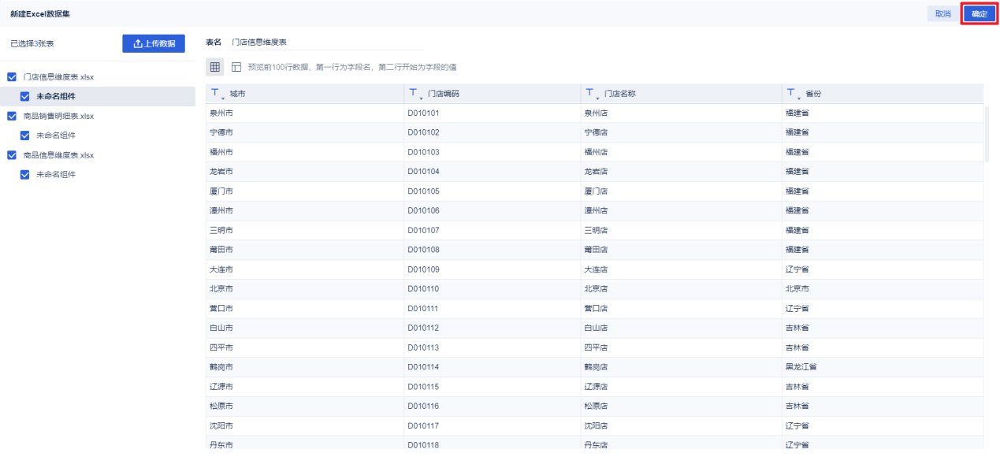 新建Excel数据集
取消 确定
已选择3张表 上传数据
门店信息维度表.xlsx
未命名组件
商品销售明细表.xlsx
未命名组件
商品信息维度表.xlsx
未命名组件
表名 门店信息维度表
预览前100行数据，第一行为字段名，第二行开始为字段的值
T 城市 T 门店编码 T 门店名称 T 省份
泉州市 D010101 泉州店 福建省
宁德市 D010102 宁德店 福建省
福州市 D010103 福州店 福建省
龙岩市 D010104 龙岩店 福建省
厦门市 D010105 厦门店 福建省
漳州市 D010106 漳州店 福建省
三明市 D010107 三明店 福建省
莆田市 D010108 莆田店 福建省
大连市 D010109 大连店 辽宁省
北京市 D010110 北京店 北京市
营口市 D010111 营口店 辽宁省
白山市 D010112 白山店 吉林省
四平市 D010113 四平店 吉林省
鹤岗市 D010114 鹤岗店 黑龙江省
辽源市 D010115 辽源店 吉林省
松原市 D010116 松原店 吉林省
沈阳市 D010117 沈阳店 辽宁省
丹东市 D010118 丹东店 辽宁省